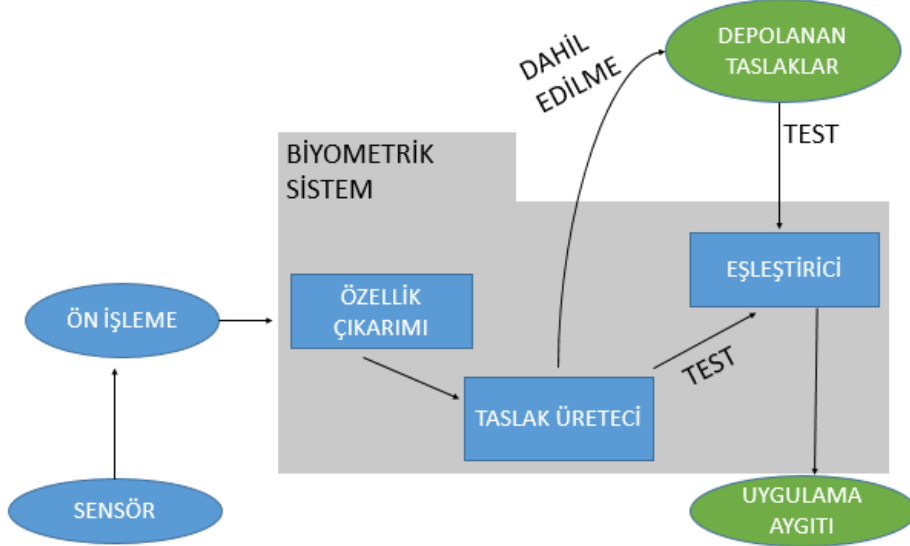 DEPOLANAN
TASLAKLAR
DAHİL
EDİLME
TEST
BİYOMETRİK
SİSTEM
EŞLEŞTİRİCİ
ÖZELLİK
ÇIKARIMI
ÖN İŞLEME
TEST
TASLAK ÜRETECİ
SENSÖR
UYGULAMA
AYGITI